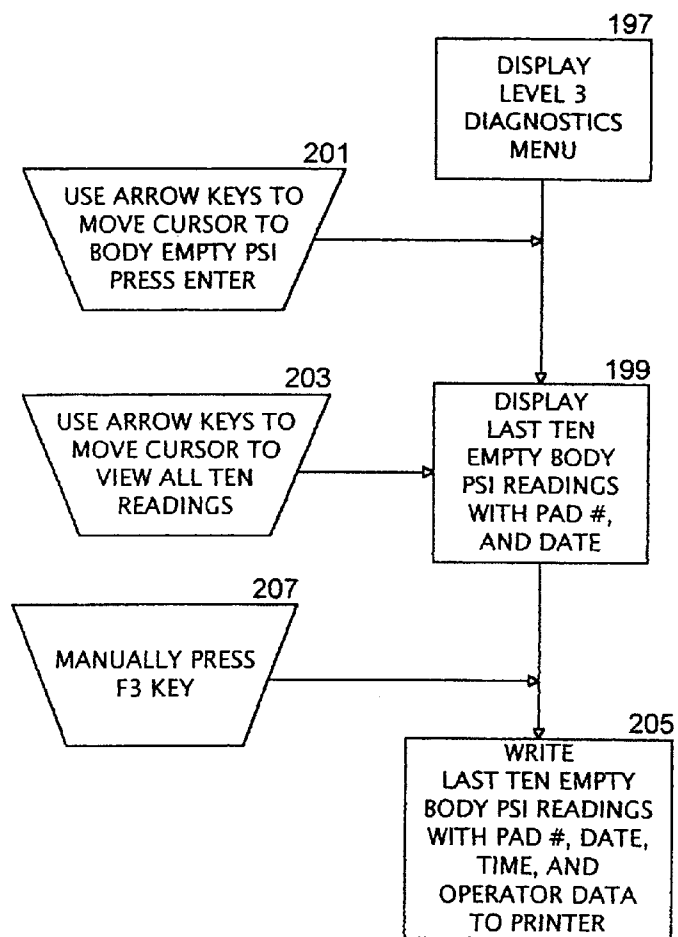 197
DISPLAY
LEVEL 3
DIAGNOSTICS
MENU
201
USE ARROW KEYS TO
MOVE CURSOR TO
BODY EMPTY PSI
PRESS ENTER
199
DISPLAY
LAST TEN
EMPTY BODY
PSI READINGS
WITH PAD #,
AND DATE
203
USE ARROW KEYS TO
MOVE CURSOR TO
VIEW ALL TEN
READINGS
207
MANUALLY PRESS
F3 KEY
205
WRITE
LAST TEN EMPTY
BODY PSI READINGS
WITH PAD #, DATE,
TIME, AND
OPERATOR DATA
TO PRINTER